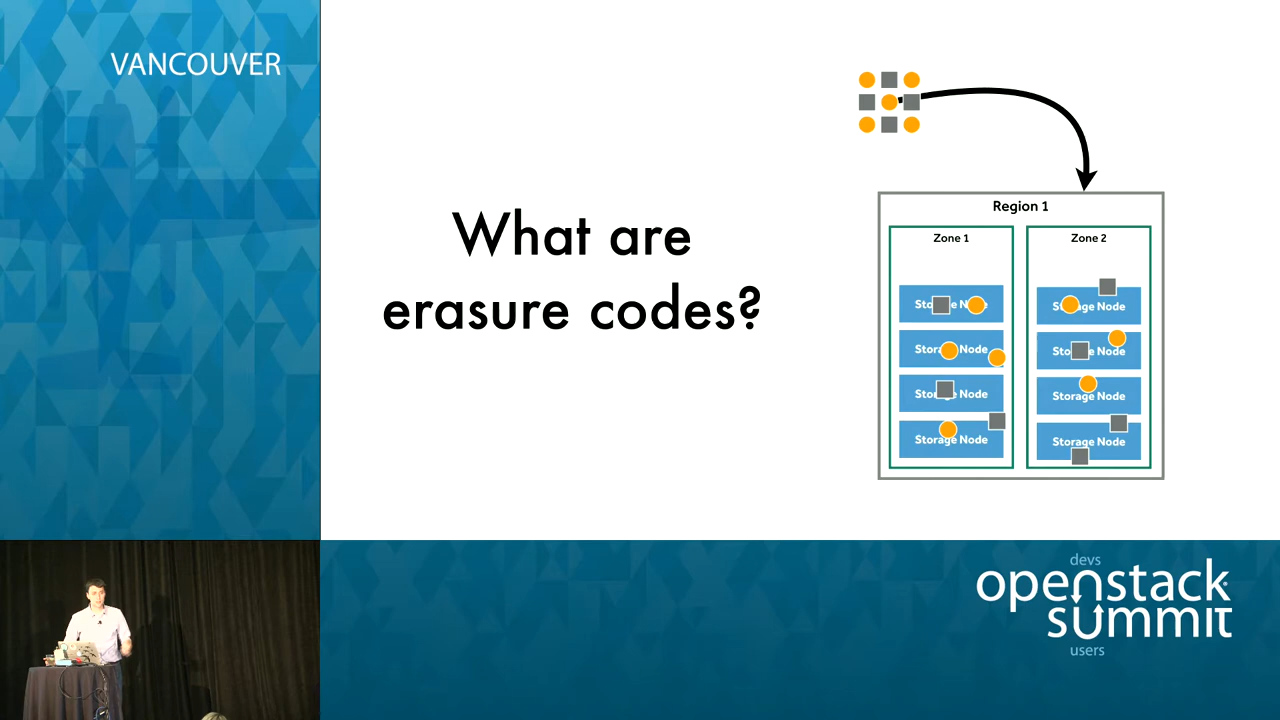 VANCOUVER
What are
erasure codes?
Region 1
Zone 1
Zone 2
Storage Node
Storage Node
Storage Node
Storage Node
Storage Node
Storage Node
Storage Node
Storage Node
devs
openstack
summit
users